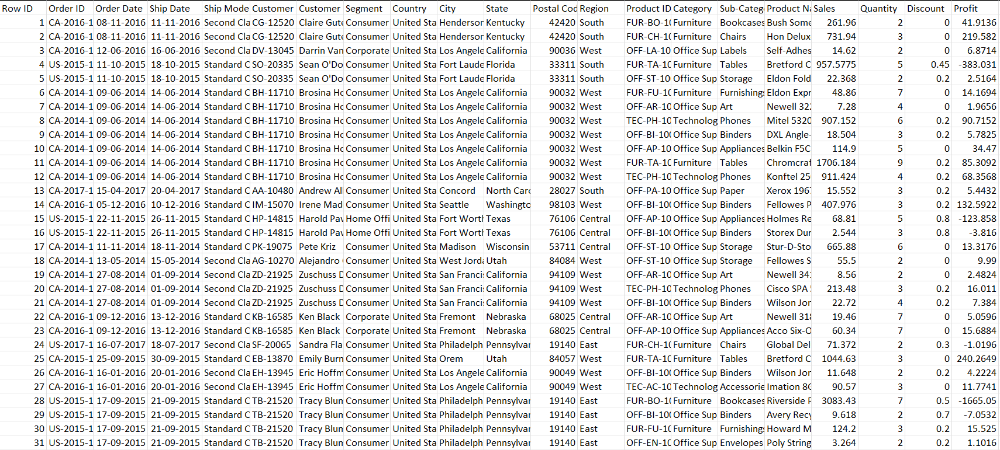 Row ID Order ID Order Date Ship Date Ship Mode Customer Customer Segment Country City State Postal Cod Region Product ID Category Sub-Categ Product Na Sales Quantity Discount Profit
1 CA-2016-1 08-11-2016 11-11-2016 Second Cla CG-12520 Claire Gute Consumer United Sta Henderson Kentucky 42420 South FUR-BO-10 Furniture Bookcases Bush Some 261.96 2 0 41.9136
2 CA-2016-1 08-11-2016 11-11-2016 Second Cla CG-12520 Claire Gute Consumer United Sta Henderson Kentucky 42420 South FUR-CH-10 Furniture Chairs Hon Delux 731.94 3 0 219.582
3 CA-2016-1 12-06-2016 16-06-2016 Second Cla DV-13045 Darrin Van Corporate United Sta Los Angele California 90036 West OFF-LA-10 Office Sup Labels Self-Adhes 14.62 2 0 6.8714
4 US-2015-1 11-10-2015 18-10-2015 Standard C SO-20335 Sean O'Do Consumer United Sta Fort Laude Florida 33311 South FUR-TA-10 Furniture Tables Bretford C 957.5775 5 0.45 -383.031
5 US-2015-1 11-10-2015 18-10-2015 Standard C SO-20335 Sean O'Do Consumer United Sta Fort Laude Florida 33311 South OFF-ST-10 Office Sup Storage Eldon Fold 22.368 2 0.2 2.5164
6 CA-2014-1 09-06-2014 14-06-2014 Standard C BH-11710 Brosina Ho Consumer United Sta Los Angele California 90032 West FUR-FU-10 Furniture Furnishings Eldon Expr 48.86 7 0 14.1694
7 CA-2014-1 09-06-2014 14-06-2014 Standard C BH-11710 Brosina Ho Consumer United Sta Los Angele California 90032 West OFF-AR-10 Office Sup Art Newell 322 7.28 4 0 1.9656
8 CA-2014-1 09-06-2014 14-06-2014 Standard C BH-11710 Brosina Ho Consumer United Sta Los Angele California 90032 West TEC-PH-10 Technolog Phones Mitel 5320 907.152 6 0.2 90.7152
9 CA-2014-1 09-06-2014 14-06-2014 Standard C BH-11710 Brosina Ho Consumer United Sta Los Angele California 90032 West OFF-BI-100 Office Sup Binders DXL Angle- 18.504 3 0.2 5.7825
10 CA-2014-1 09-06-2014 14-06-2014 Standard C BH-11710 Brosina Ho Consumer United Sta Los Angele California 90032 West OFF-AP-10 Office Sup Appliances Belkin F5C 114.9 5 0 34.47
11 CA-2014-1 09-06-2014 14-06-2014 Standard C BH-11710 Brosina Ho Consumer United Sta Los Angele California 90032 West FUR-TA-10 Furniture Tables Chromcraf 1706.184 9 0.2 85.3092
12 CA-2014-1 09-06-2014 14-06-2014 Standard C BH-11710 Brosina Ho Consumer United Sta Los Angele California 90032 West TEC-PH-10 Technolog Phones Konftel 25 911.424 4 0.2 68.3568
13 CA-2017-1 15-04-2017 20-04-2017 Standard C AA-10480 Andrew All Consumer United Sta Concord North Caro 28027 South OFF-PA-10 Office Sup Paper Xerox 1967 15.552 3 0.2 5.4432
14 CA-2016-1 05-12-2016 10-12-2016 Standard C IM-15070 Irene Mad Consumer United Sta Seattle Washingto 98103 West OFF-BI-100 Office Sup Binders Fellowes P 407.976 3 0.2 132.5922
15 US-2015-1 22-11-2015 26-11-2015 Standard C HP-14815 Harold Pav Home Offi United Sta Fort Worth Texas 76106 Central OFF-AP-10 Office Sup Appliances Holmes Re 68.81 5 0.8 -123.858
16 US-2015-1 22-11-2015 26-11-2015 Standard C HP-14815 Harold Pav Home Offi United Sta Fort Worth Texas 76106 Central OFF-BI-100 Office Sup Binders Storex Dur 2.544 3 0.8 -3.816
17 CA-2014-1 11-11-2014 18-11-2014 Standard C PK-19075 Pete Kriz Consumer United Sta Madison Wisconsin 53711 Central OFF-ST-10 Office Sup Storage Stur-D-Sto 665.88 6 0 13.3176
18 CA-2014-1 13-05-2014 15-05-2014 Second Cla AG-10270 Alejandro Consumer United Sta West Jorda Utah 84084 West OFF-ST-10 Office Sup Storage Fellowes S 55.5 2 0 9.99
19 CA-2014-1 27-08-2014 01-09-2014 Second Cla ZD-21925 Zuschuss D Consumer United Sta San Franci California 94109 West OFF-AR-10 Office Sup Art Newell 341 8.56 2 0 2.4824
20 CA-2014-1 27-08-2014 01-09-2014 Second Cla ZD-21925 Zuschuss D Consumer United Sta San Franci California 94109 West TEC-PH-10 Technolog Phones Cisco SPA 213.48 3 0.2 16.011
21 CA-2014-1 27-08-2014 01-09-2014 Second Cla ZD-21925 Zuschuss D Consumer United Sta San Franci California 94109 West OFF-BI-100 Office Sup Binders Wilson Jor 22.72 4 0.2 7.384
22 CA-2016-1 09-12-2016 13-12-2016 Standard C KB-16585 Ken Black Corporate United Sta Fremont Nebraska 68025 Central OFF-AR-10 Office Sup Art Newell 318 19.46 7 0 5.0596
23 CA-2016-1 09-12-2016 13-12-2016 Standard C KB-16585 Ken Black Corporate United Sta Fremont Nebraska 68025 Central OFF-AP-10 Office Sup Appliances Acco Six-O 60.34 7 0 15.6884
24 US-2017-1 16-07-2017 18-07-2017 Second Cla SF-20065 Sandra Fla Consumer United Sta Philadelph Pennsylvan 19140 East FUR-CH-10 Furniture Chairs Global Del 71.372 2 0.3 -1.0196
25 CA-2015-1 25-09-2015 30-09-2015 Standard C EB-13870 Emily Burn Consumer United Sta Orem Utah 84057 West FUR-TA-10 Furniture Tables Bretford C 1044.63 3 0 240.2649
26 CA-2016-1 16-01-2016 20-01-2016 Second Cla EH-13945 Eric Hoffm Consumer United Sta Los Angele California 90049 West OFF-BI-100 Office Sup Binders Wilson Jor 11.648 2 0.2 4.2224
27 CA-2016-1 16-01-2016 20-01-2016 Second Cla EH-13945 Eric Hoffm Consumer United Sta Los Angele California 90049 West TEC-AC-10 Technolog Accessorie Imation 8G 90.57 3 0 11.7741
28 US-2015-1 17-09-2015 21-09-2015 Standard C TB-21520 Tracy Blum Consumer United Sta Philadelph Pennsylvan 19140 East FUR-BO-10 Furniture Bookcases Riverside P 3083.43 7 0.5 -1665.05
29 US-2015-1 17-09-2015 21-09-2015 Standard C TB-21520 Tracy Blum Consumer United Sta Philadelph Pennsylvan 19140 East OFF-BI-100 Office Sup Binders Avery Recy 9.618 2 0.7 -7.0532
30 US-2015-1 17-09-2015 21-09-2015 Standard C TB-21520 Tracy Blum Consumer United Sta Philadelph Pennsylvan 19140 East FUR-FU-10 Furniture Furnishings Howard M 124.2 3 0.2 15.525
31 US-2015-1 17-09-2015 21-09-2015 Standard C TB-21520 Tracy Blum Consumer United Sta Philadelph Pennsylvan 19140 East OFF-EN-10 Office Sup Envelopes Poly String 3.264 2 0.2 1.1016